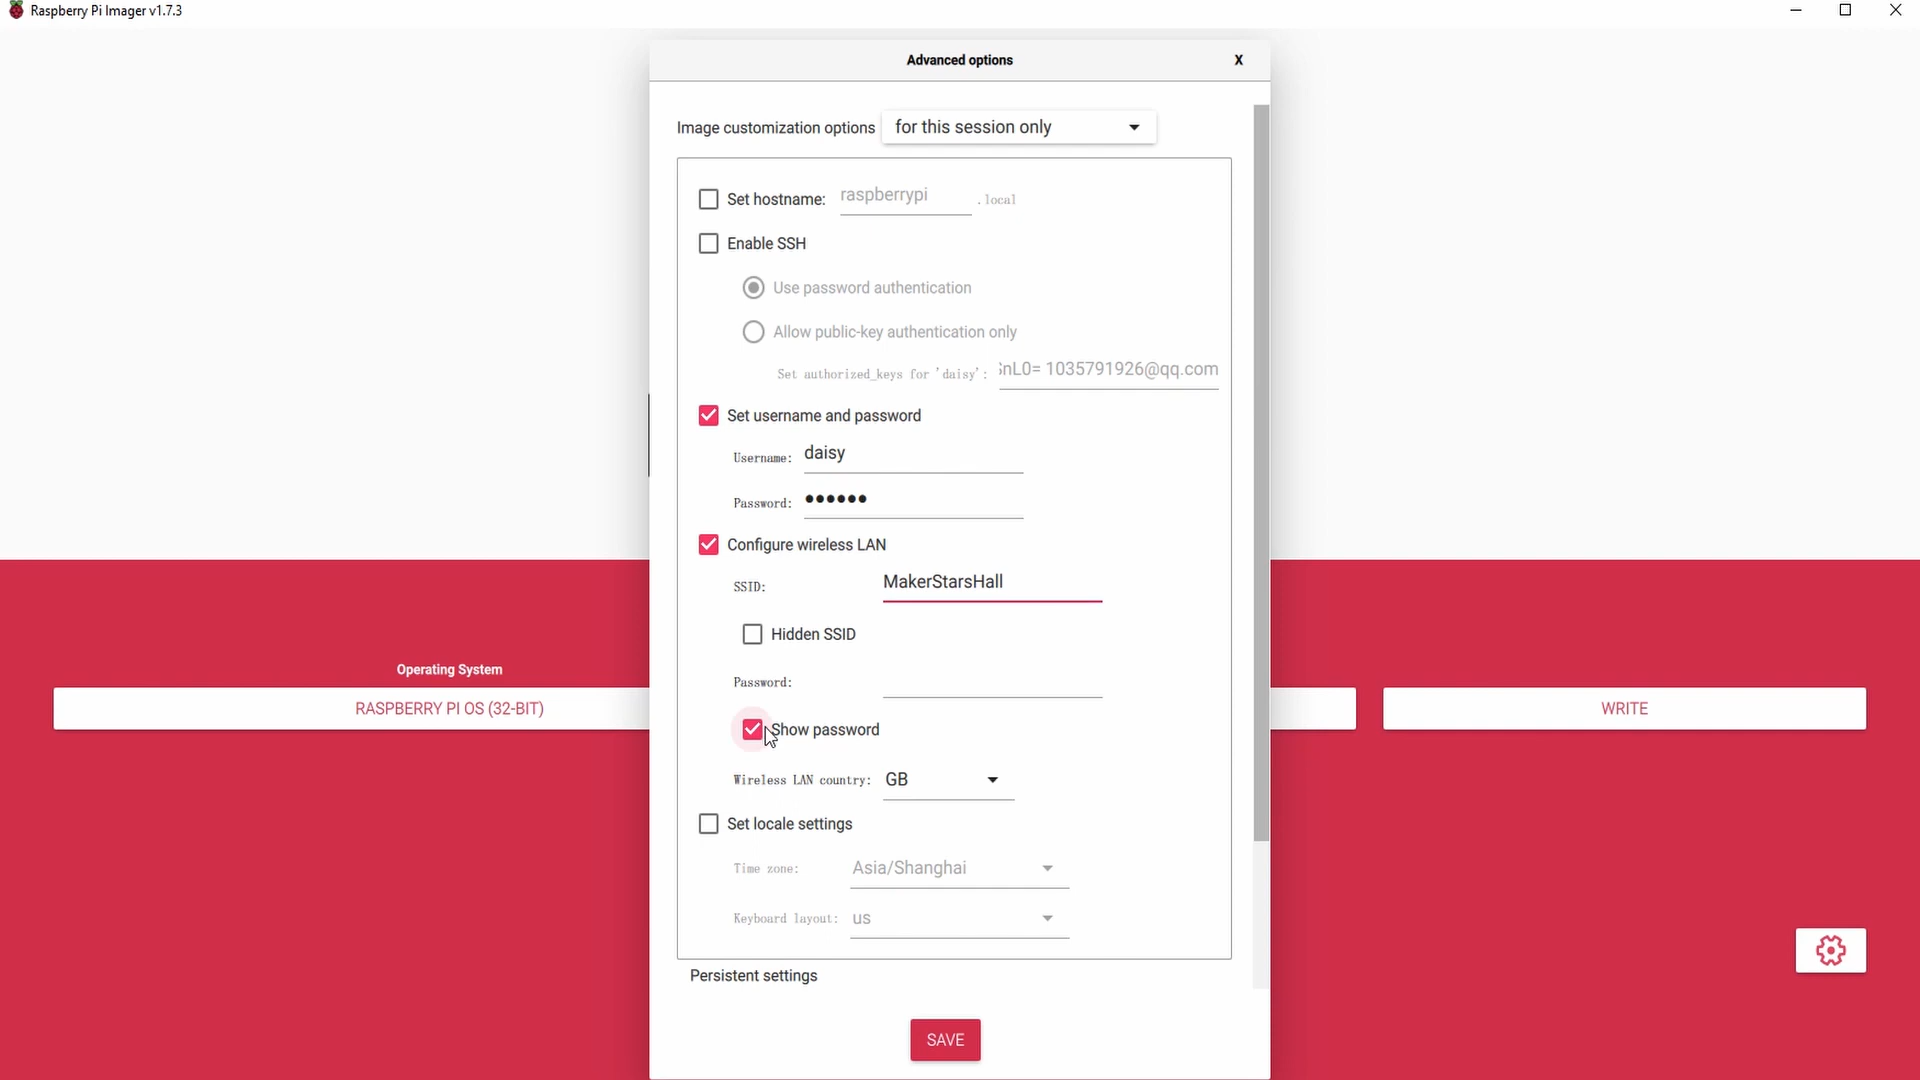 Raspberry Pi Imager v1.7.3
Advanced options
X
Image customization options for this session only
Set hostname: raspberrypi .local
Enable SSH
Use password authentication
Allow public-key authentication only
Set authorized_keys for 'daisy': nL0= 1035791926@qq.com
Set username and password
Username: daisy
Password: ••••••
Configure wireless LAN
SSID: MakerStarsHall
Hidden SSID
Password:
Show password
Wireless LAN country: GB
Set locale settings
Time zone: Asia/Shanghai
Keyboard layout: us
Persistent settings
SAVE
Operating System
RASPBERRY PI OS (32-BIT)
WRITE